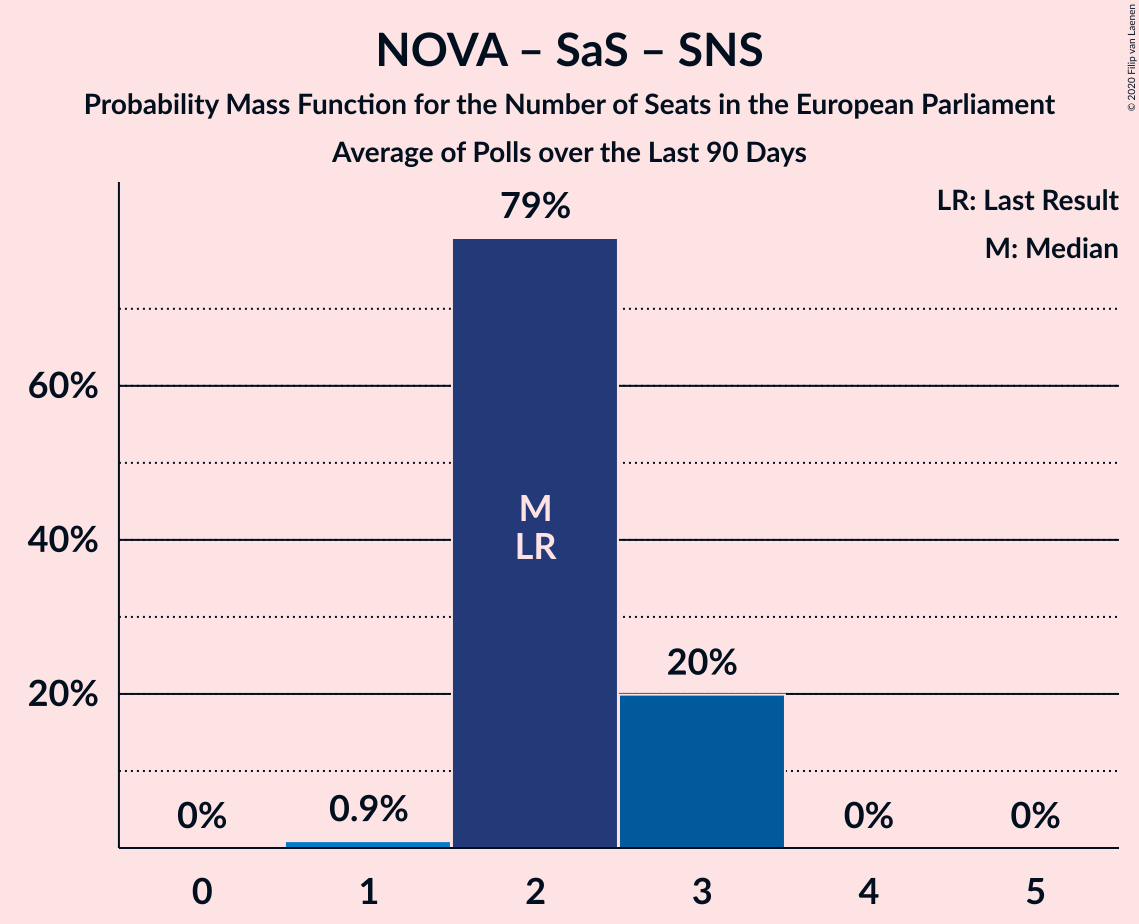 NOVA – SaS – SNS
Probability Mass Function for the Number of Seats in the European Parliament
Average of Polls over the Last 90 Days
© 2020 Filip van Laenen
LR: Last Result
M: Median
79%
60%
M
40%
LR
20%
20%
0%
0.9%
0%
0%
0 1 2 3 4 5